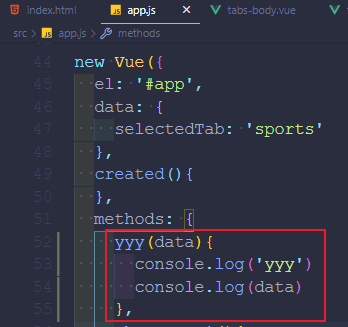 index.html
JS app.js ×
tabs-body.vue
src > JS app.js > methods
44 new Vue({
45 el: '#app',
46 data: {
47 selectedTab: 'sports'
48 },
49 created(){
50 },
51 methods: {
52 yyy(data){
53 console.log('yyy')
54 console.log(data)
55 },